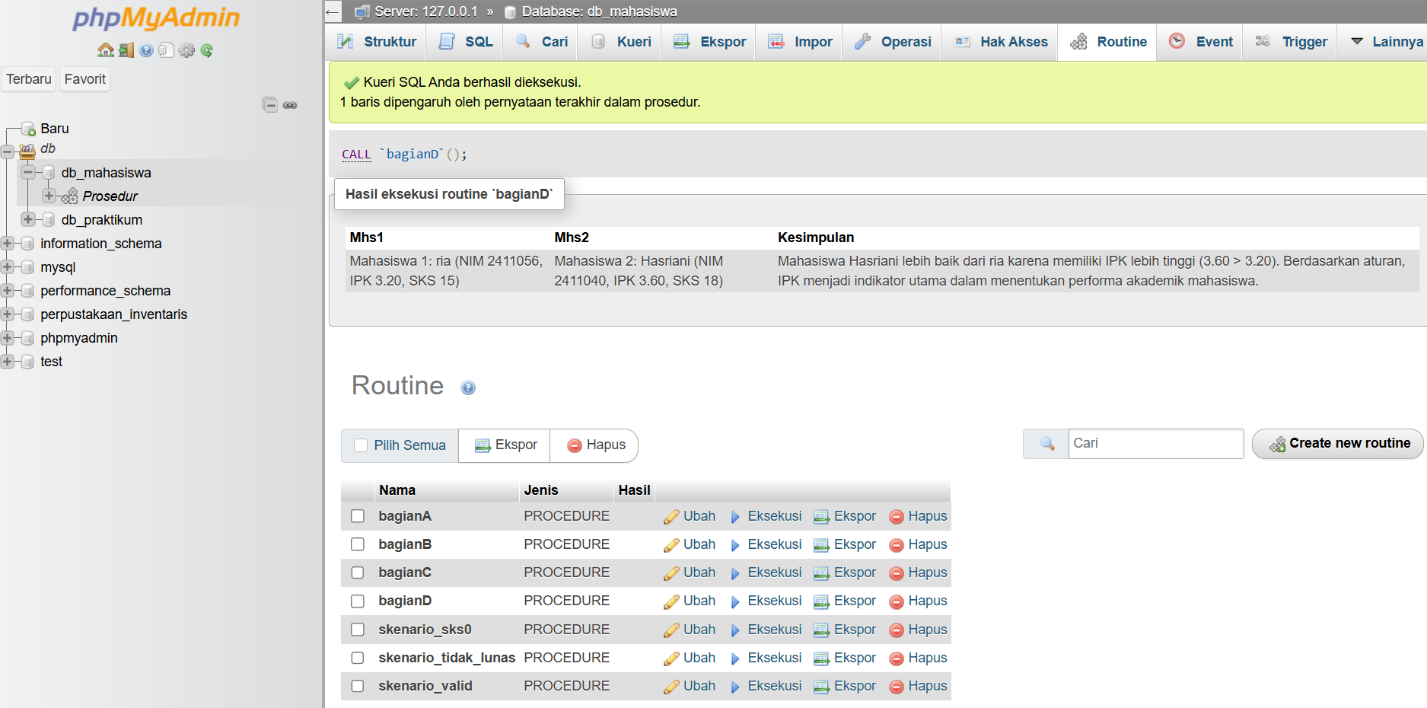 phpMyAdmin
Terbaru Favorit
Baru
db
db_mahasiswa
Prosedur
db_praktikum
information_schema
mysql
performance_schema
perpustakaan_inventaris
phpmyadmin
test
Server: 127.0.0.1 » Database: db_mahasiswa
Struktur SQL Cari Kueri Ekspor Impor Operasi Hak Akses Routine Event Trigger Lainnya
Kueri SQL Anda berhasil dieksekusi.
1 baris dipengaruh oleh pernyataan terakhir dalam prosedur.
CALL `bagianD`();
Hasil eksekusi routine `bagianD`
Mhs1 Mhs2 Kesimpulan
Mahasiswa 1: ria (NIM 2411056, Mahasiswa 2: Hasriani (NIM Mahasiswa Hasriani lebih baik dari ria karena memiliki IPK lebih tinggi (3.60 > 3.20). Berdasarkan aturan,
IPK 3.20, SKS 15) 2411040, IPK 3.60, SKS 18) IPK menjadi indikator utama dalam menentukan performa akademik mahasiswa.
Routine
Pilih Semua Ekspor Hapus Cari Create new routine
Nama Jenis Hasil
bagianA PROCEDURE Ubah Eksekusi Ekspor Hapus
bagianB PROCEDURE Ubah Eksekusi Ekspor Hapus
bagianC PROCEDURE Ubah Eksekusi Ekspor Hapus
bagianD PROCEDURE Ubah Eksekusi Ekspor Hapus
skenario_sks0 PROCEDURE Ubah Eksekusi Ekspor Hapus
skenario_tidak_lunas PROCEDURE Ubah Eksekusi Ekspor Hapus
skenario_valid PROCEDURE Ubah Eksekusi Ekspor Hapus